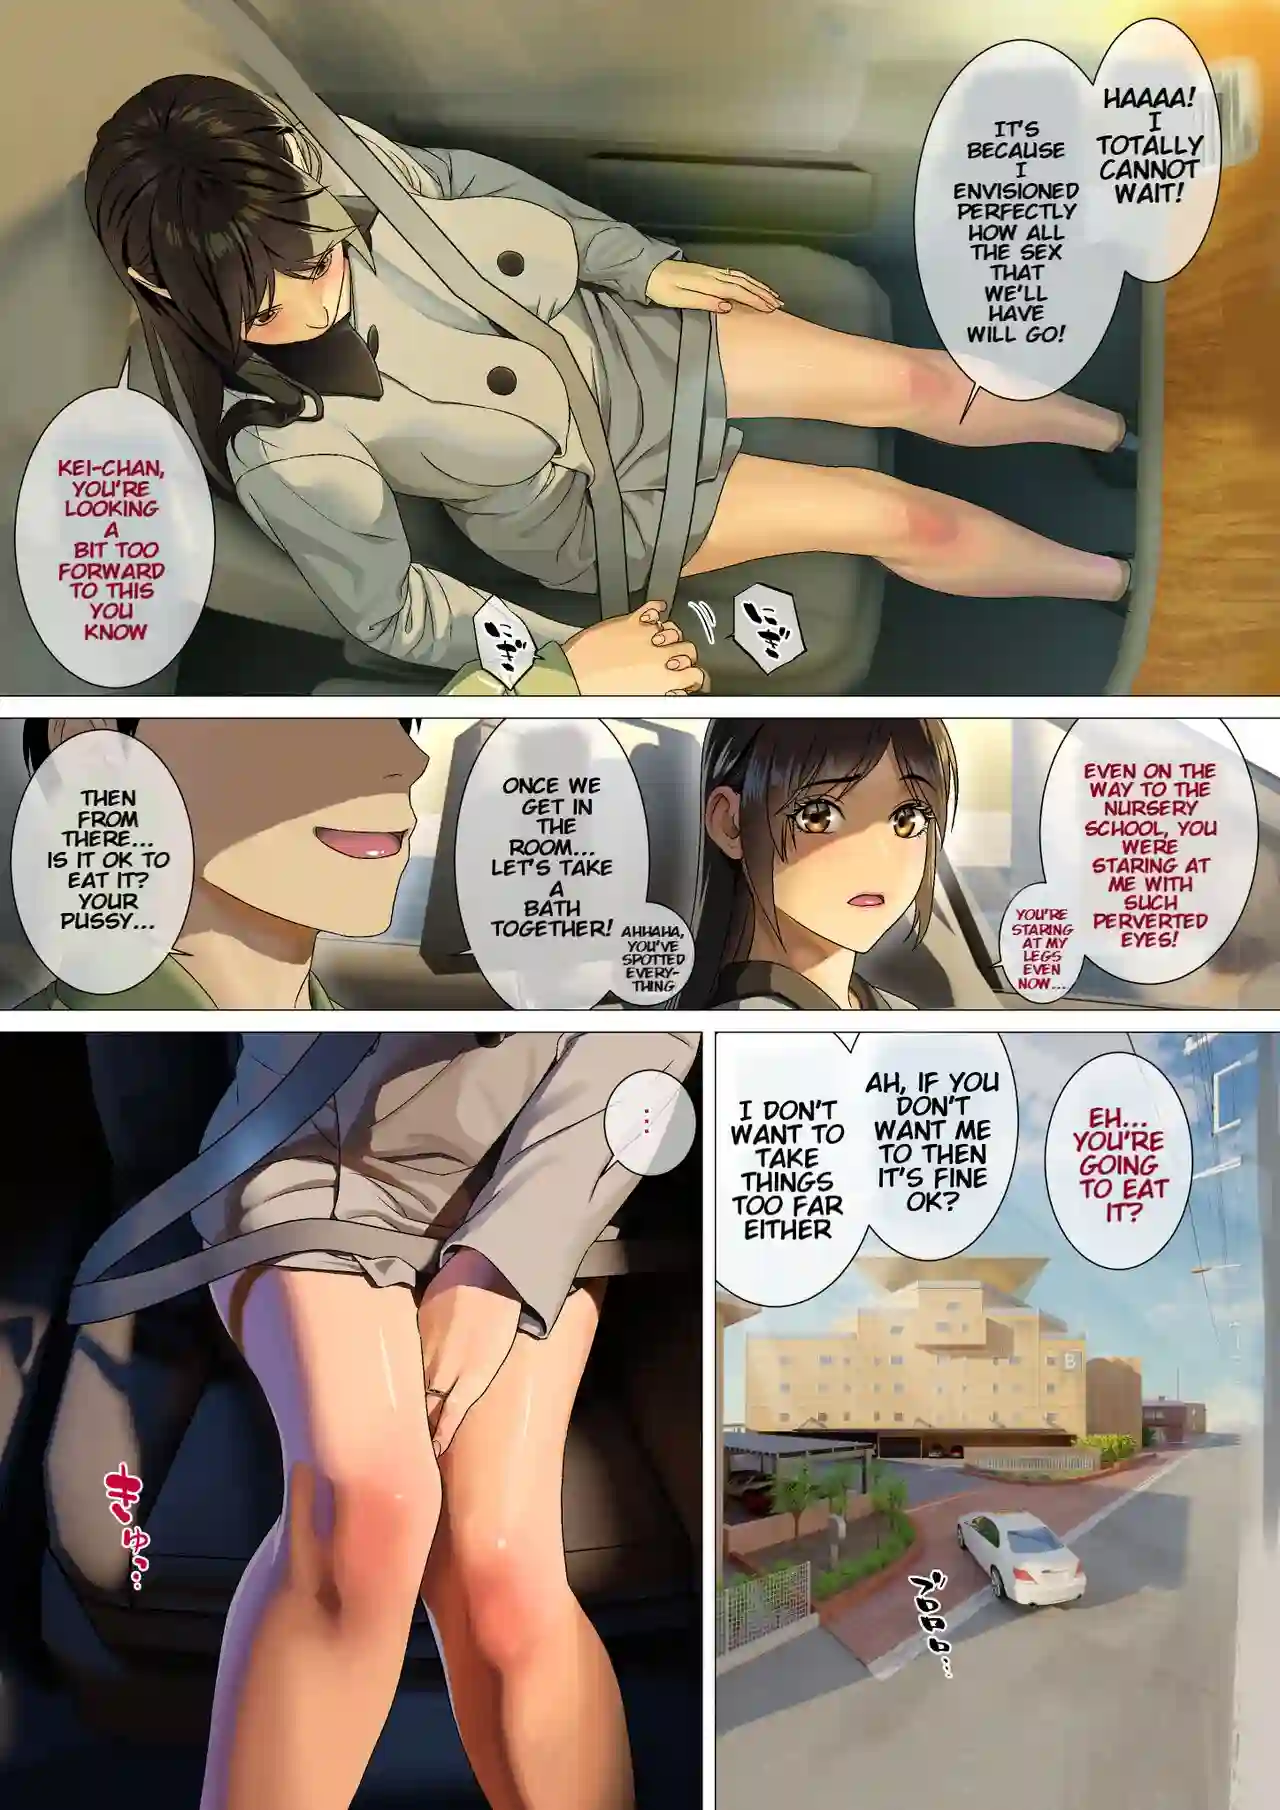 HAAAA!
I
TOTALLY
CANNOT
WAIT!
IT'S
BECAUSE
I
ENVISIONED
PERFECTLY
HOW ALL
THE SEX
THAT
WE'LL
HAVE
WILL GO!
KEI-CHAN,
YOU'RE
LOOKING
A
BIT TOO
FORWARD
TO THIS
YOU
KNOW
にぎ
にぎ
EVEN ON THE
WAY TO THE
NURSERY
SCHOOL, YOU
WERE
STARING AT
ME WITH
SUCH
PERVERTED
EYES!
YOU'RE
STARING
AT MY
LEGS
EVEN
NOW....
AHHAHA,
YOU'VE
SPOTTED
EVERY-
THING
ONCE WE
GET IN
THE
ROOM...
LET'S TAKE
A
BATH
TOGETHER!
THEN
FROM
THERE...
IS IT OK TO
EAT IT?
YOUR
PUSSY...
EH...
YOU'RE
GOING
TO EAT
IT?
AH, IF YOU
DON'T
WANT ME
TO THEN
IT'S FINE
OK?
I DON'T
WANT TO
TAKE
THINGS
TOO FAR
EITHER
B
ブロロロロ…
...
きゅっ…